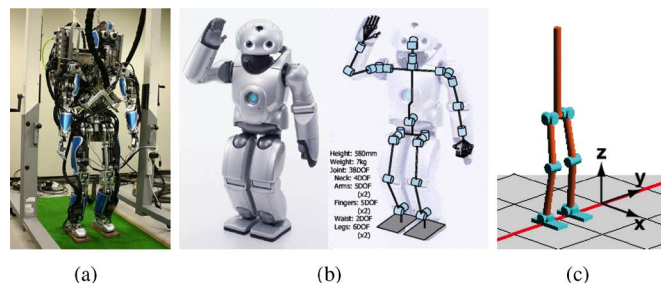 Height: 580mm
Weight: 7kg
Joint: 38DOF
Neck: 4DOF
Arms: 5DOF
(x2)
Fingers: 5DOF
(x2)
Waist: 2DOF
Legs: 6DOF
(x2)
z
y
x
(a)
(b)
(c)